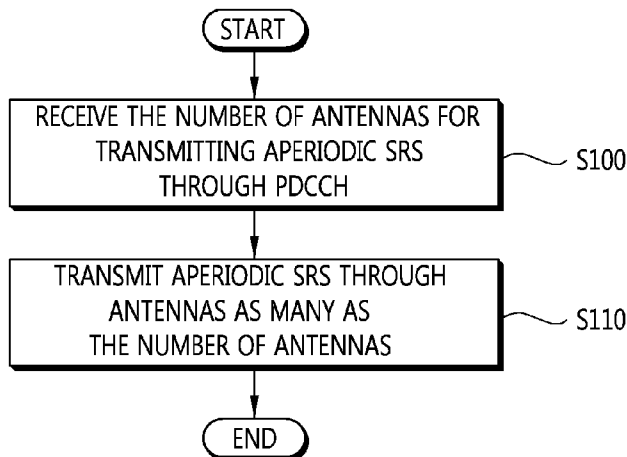 START
RECEIVE THE NUMBER OF ANTENNAS FOR
TRANSMITTING APERIODIC SRS
THROUGH PDCCH
S100
TRANSMIT APERIODIC SRS THROUGH
ANTENNAS AS MANY AS
THE NUMBER OF ANTENNAS
S110
END